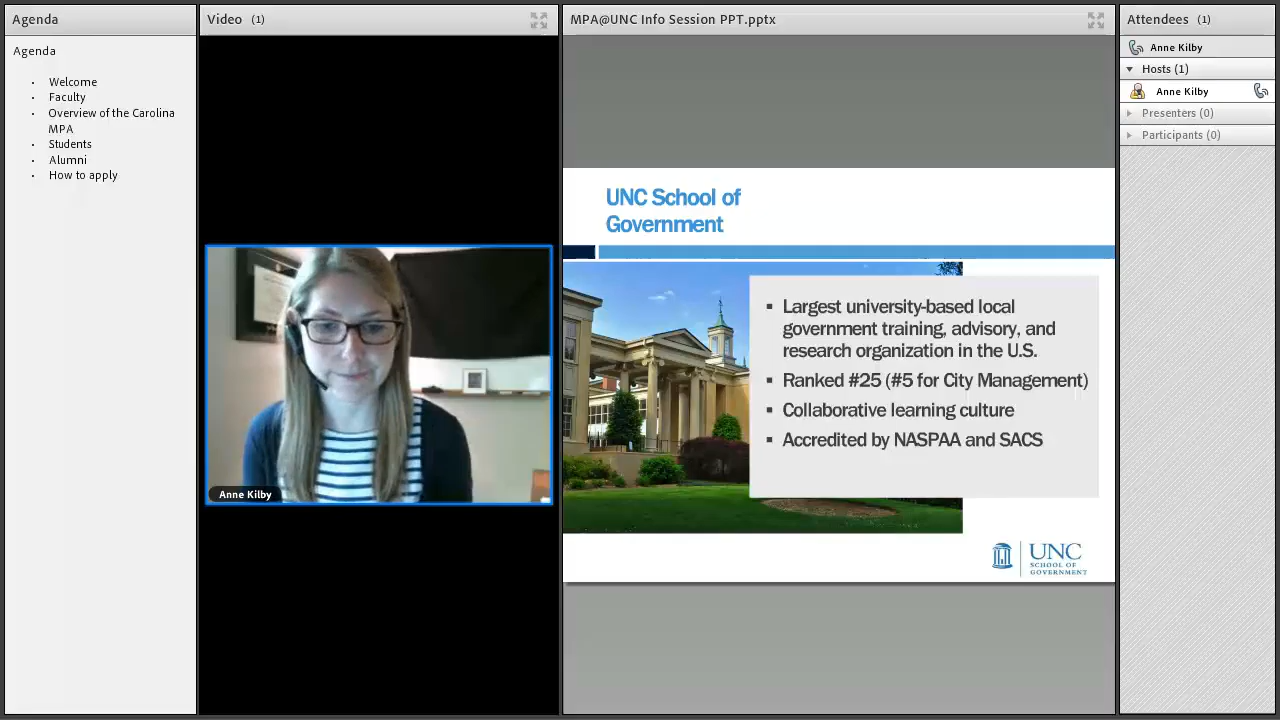 Agenda
Agenda
• Welcome
• Faculty
• Overview of the Carolina
MPA
• Students
• Alumni
• How to apply
Video (1)
Anne Kilby
MPA@UNC Info Session PPT.pptx
UNC School of
Government
▪ Largest university-based local
government training, advisory, and
research organization in the U.S.
▪ Ranked #25 (#5 for City Management)
▪ Collaborative learning culture
▪ Accredited by NASPAA and SACS
UNC
SCHOOL OF
GOVERNMENT
Attendees (1)
Anne Kilby
Hosts (1)
Anne Kilby
Presenters (0)
Participants (0)